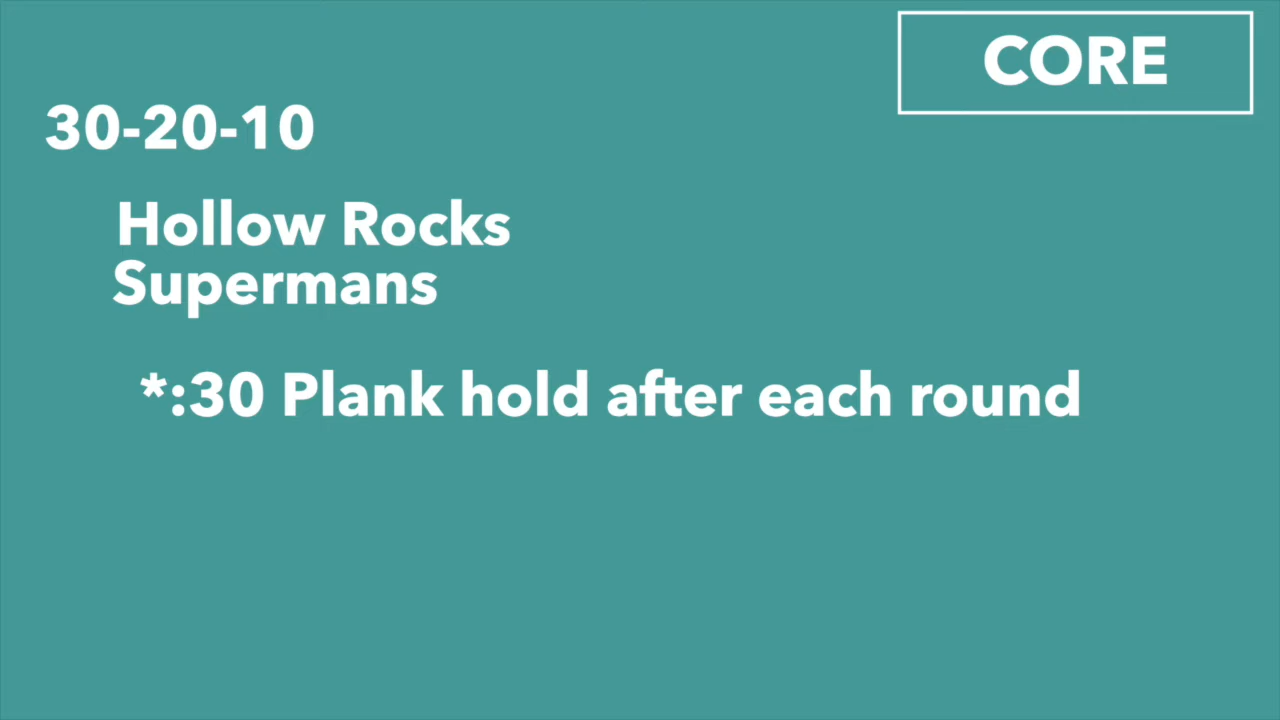 CORE
30-20-10
Hollow Rocks
Supermans
*:30 Plank hold after each round